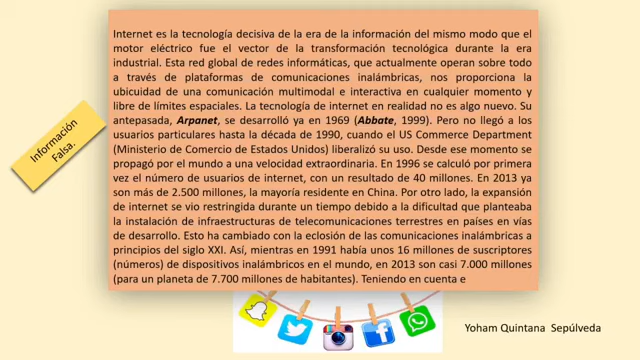 Internet es la tecnología decisiva de la era de la información del mismo modo que el
motor eléctrico fue el vector de la transformación tecnológica durante la era
industrial. Esta red global de redes informáticas, que actualmente operan sobre todo
a través de plataformas de comunicaciones inalámbricas, nos proporciona la
ubicuidad de una comunicación multimodal e interactiva en cualquier momento y
libre de límites espaciales. La tecnología de internet en realidad no es algo nuevo. Su
antepasada, Arpanet, se desarrolló ya en 1969 (Abbate, 1999). Pero no llegó a los
usuarios particulares hasta la década de 1990, cuando el US Commerce Department
(Ministerio de Comercio de Estados Unidos) liberalizó su uso. Desde ese momento se
propagó por el mundo a una velocidad extraordinaria. En 1996 se calculó por primera
vez el número de usuarios de internet, con un resultado de 40 millones. En 2013 ya
son más de 2.500 millones, la mayoría residente en China. Por otro lado, la expansión
de internet se vio restringida durante un tiempo debido a la dificultad que planteaba
la instalación de infraestructuras de telecomunicaciones terrestres en países en vías
de desarrollo. Esto ha cambiado con la eclosión de las comunicaciones inalámbricas a
principios del siglo XXI. Así, mientras en 1991 había unos 16 millones de suscriptores
(números) de dispositivos inalámbricos en el mundo, en 2013 son casi 7.000 millones
(para un planeta de 7.700 millones de habitantes). Teniendo en cuenta e
Información
Falsa.
Yoham Quintana Sepúlveda